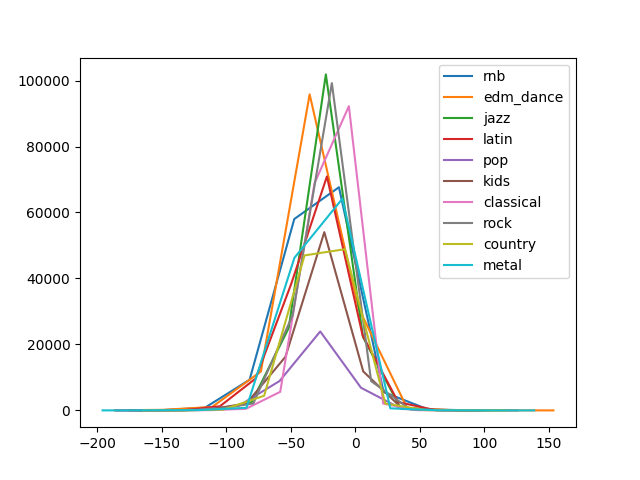 100000
80000
60000
40000
20000
0
−200
−150
−100
−50
0
50
100
150
rnb
edm_dance
jazz
latin
pop
kids
classical
rock
country
metal